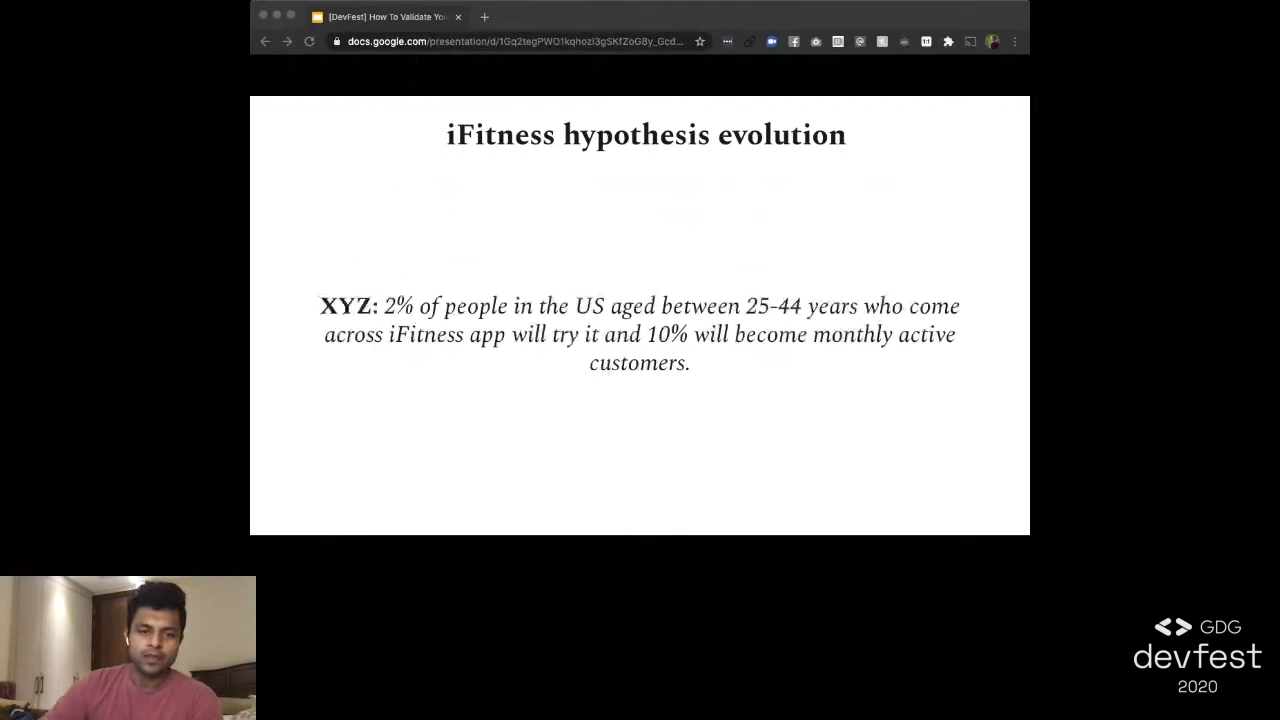 [DevFest] How To Validate Yo
docs.google.com/presentation/d/1Gq2tegPWO1kqhozI3gSKfZoG8y_Gcd...
iFitness hypothesis evolution
XYZ: 2% of people in the US aged between 25-44 years who come
across iFitness app will try it and 10% will become monthly active
customers.
GDG
devfest
2020